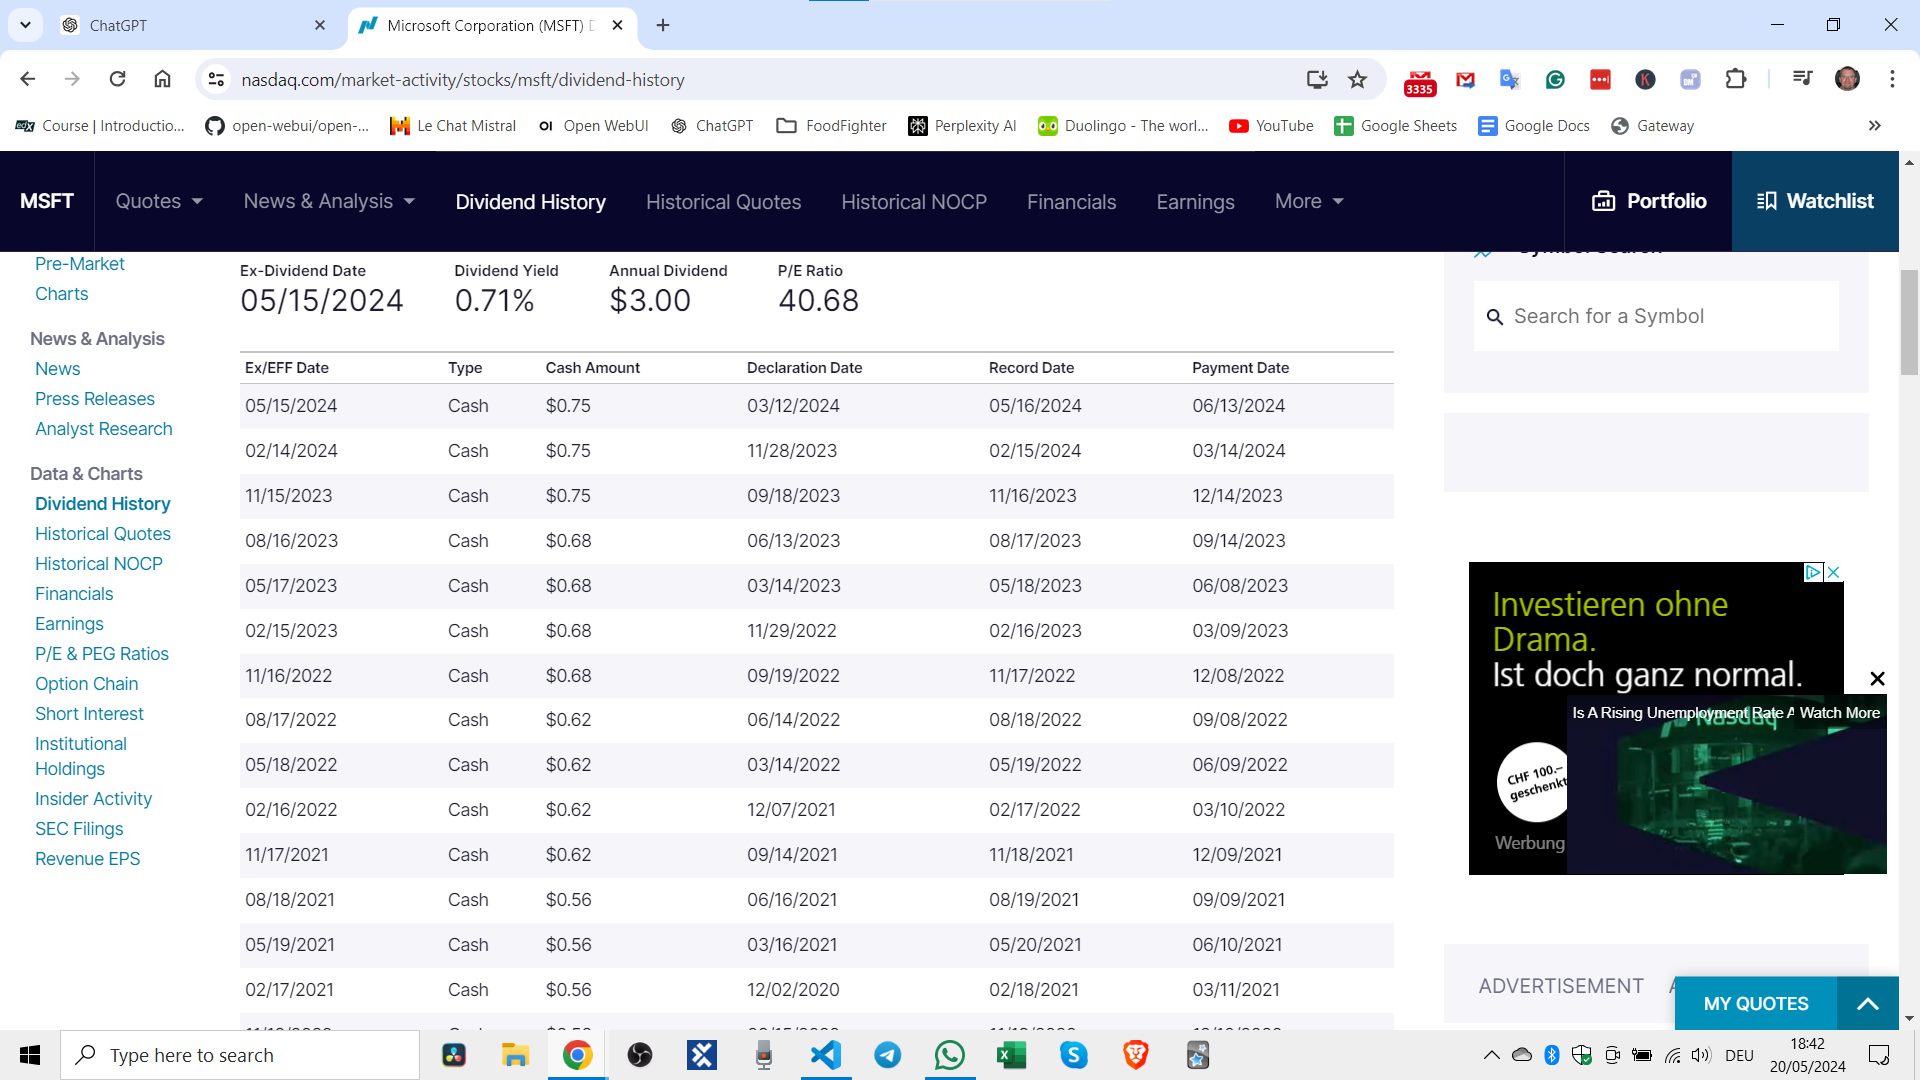 ChatGPT
Microsoft Corporation (MSFT) D
nasdaq.com/market-activity/stocks/msft/dividend-history
3335
Course | Introductio...
open-webui/open-...
Le Chat Mistral
OI Open WebUI
ChatGPT
FoodFighter
Perplexity AI
Duolingo - The worl...
YouTube
Google Sheets
Google Docs
Gateway
MSFT
Quotes
News & Analysis
Dividend History
Historical Quotes
Historical NOCP
Financials
Earnings
More
Portfolio
Watchlist
Pre-Market
Charts
News & Analysis
News
Press Releases
Analyst Research
Data & Charts
Dividend History
Historical Quotes
Historical NOCP
Financials
Earnings
P/E & PEG Ratios
Option Chain
Short Interest
Institutional
Holdings
Insider Activity
SEC Filings
Revenue EPS
Ex-Dividend Date Dividend Yield Annual Dividend P/E Ratio
05/15/2024 0.71% $3.00 40.68
Ex/EFF Date Type Cash Amount Declaration Date Record Date Payment Date
05/15/2024 Cash $0.75 03/12/2024 05/16/2024 06/13/2024
02/14/2024 Cash $0.75 11/28/2023 02/15/2024 03/14/2024
11/15/2023 Cash $0.75 09/18/2023 11/16/2023 12/14/2023
08/16/2023 Cash $0.68 06/13/2023 08/17/2023 09/14/2023
05/17/2023 Cash $0.68 03/14/2023 05/18/2023 06/08/2023
02/15/2023 Cash $0.68 11/29/2022 02/16/2023 03/09/2023
11/16/2022 Cash $0.68 09/19/2022 11/17/2022 12/08/2022
08/17/2022 Cash $0.62 06/14/2022 08/18/2022 09/08/2022
05/18/2022 Cash $0.62 03/14/2022 05/19/2022 06/09/2022
02/16/2022 Cash $0.62 12/07/2021 02/17/2022 03/10/2022
11/17/2021 Cash $0.62 09/14/2021 11/18/2021 12/09/2021
08/18/2021 Cash $0.56 06/16/2021 08/19/2021 09/09/2021
05/19/2021 Cash $0.56 03/16/2021 05/20/2021 06/10/2021
02/17/2021 Cash $0.56 12/02/2020 02/18/2021 03/11/2021
Symbol Search
Search for a Symbol
Investieren ohne
Drama.
Ist doch ganz normal.
CHF 100.–
geschenkt
Werbung
Is A Rising Unemployment Rate A
Watch More
Nasdaq
ADVERTISEMENT
MY QUOTES
Type here to search
DEU
18:42
20/05/2024